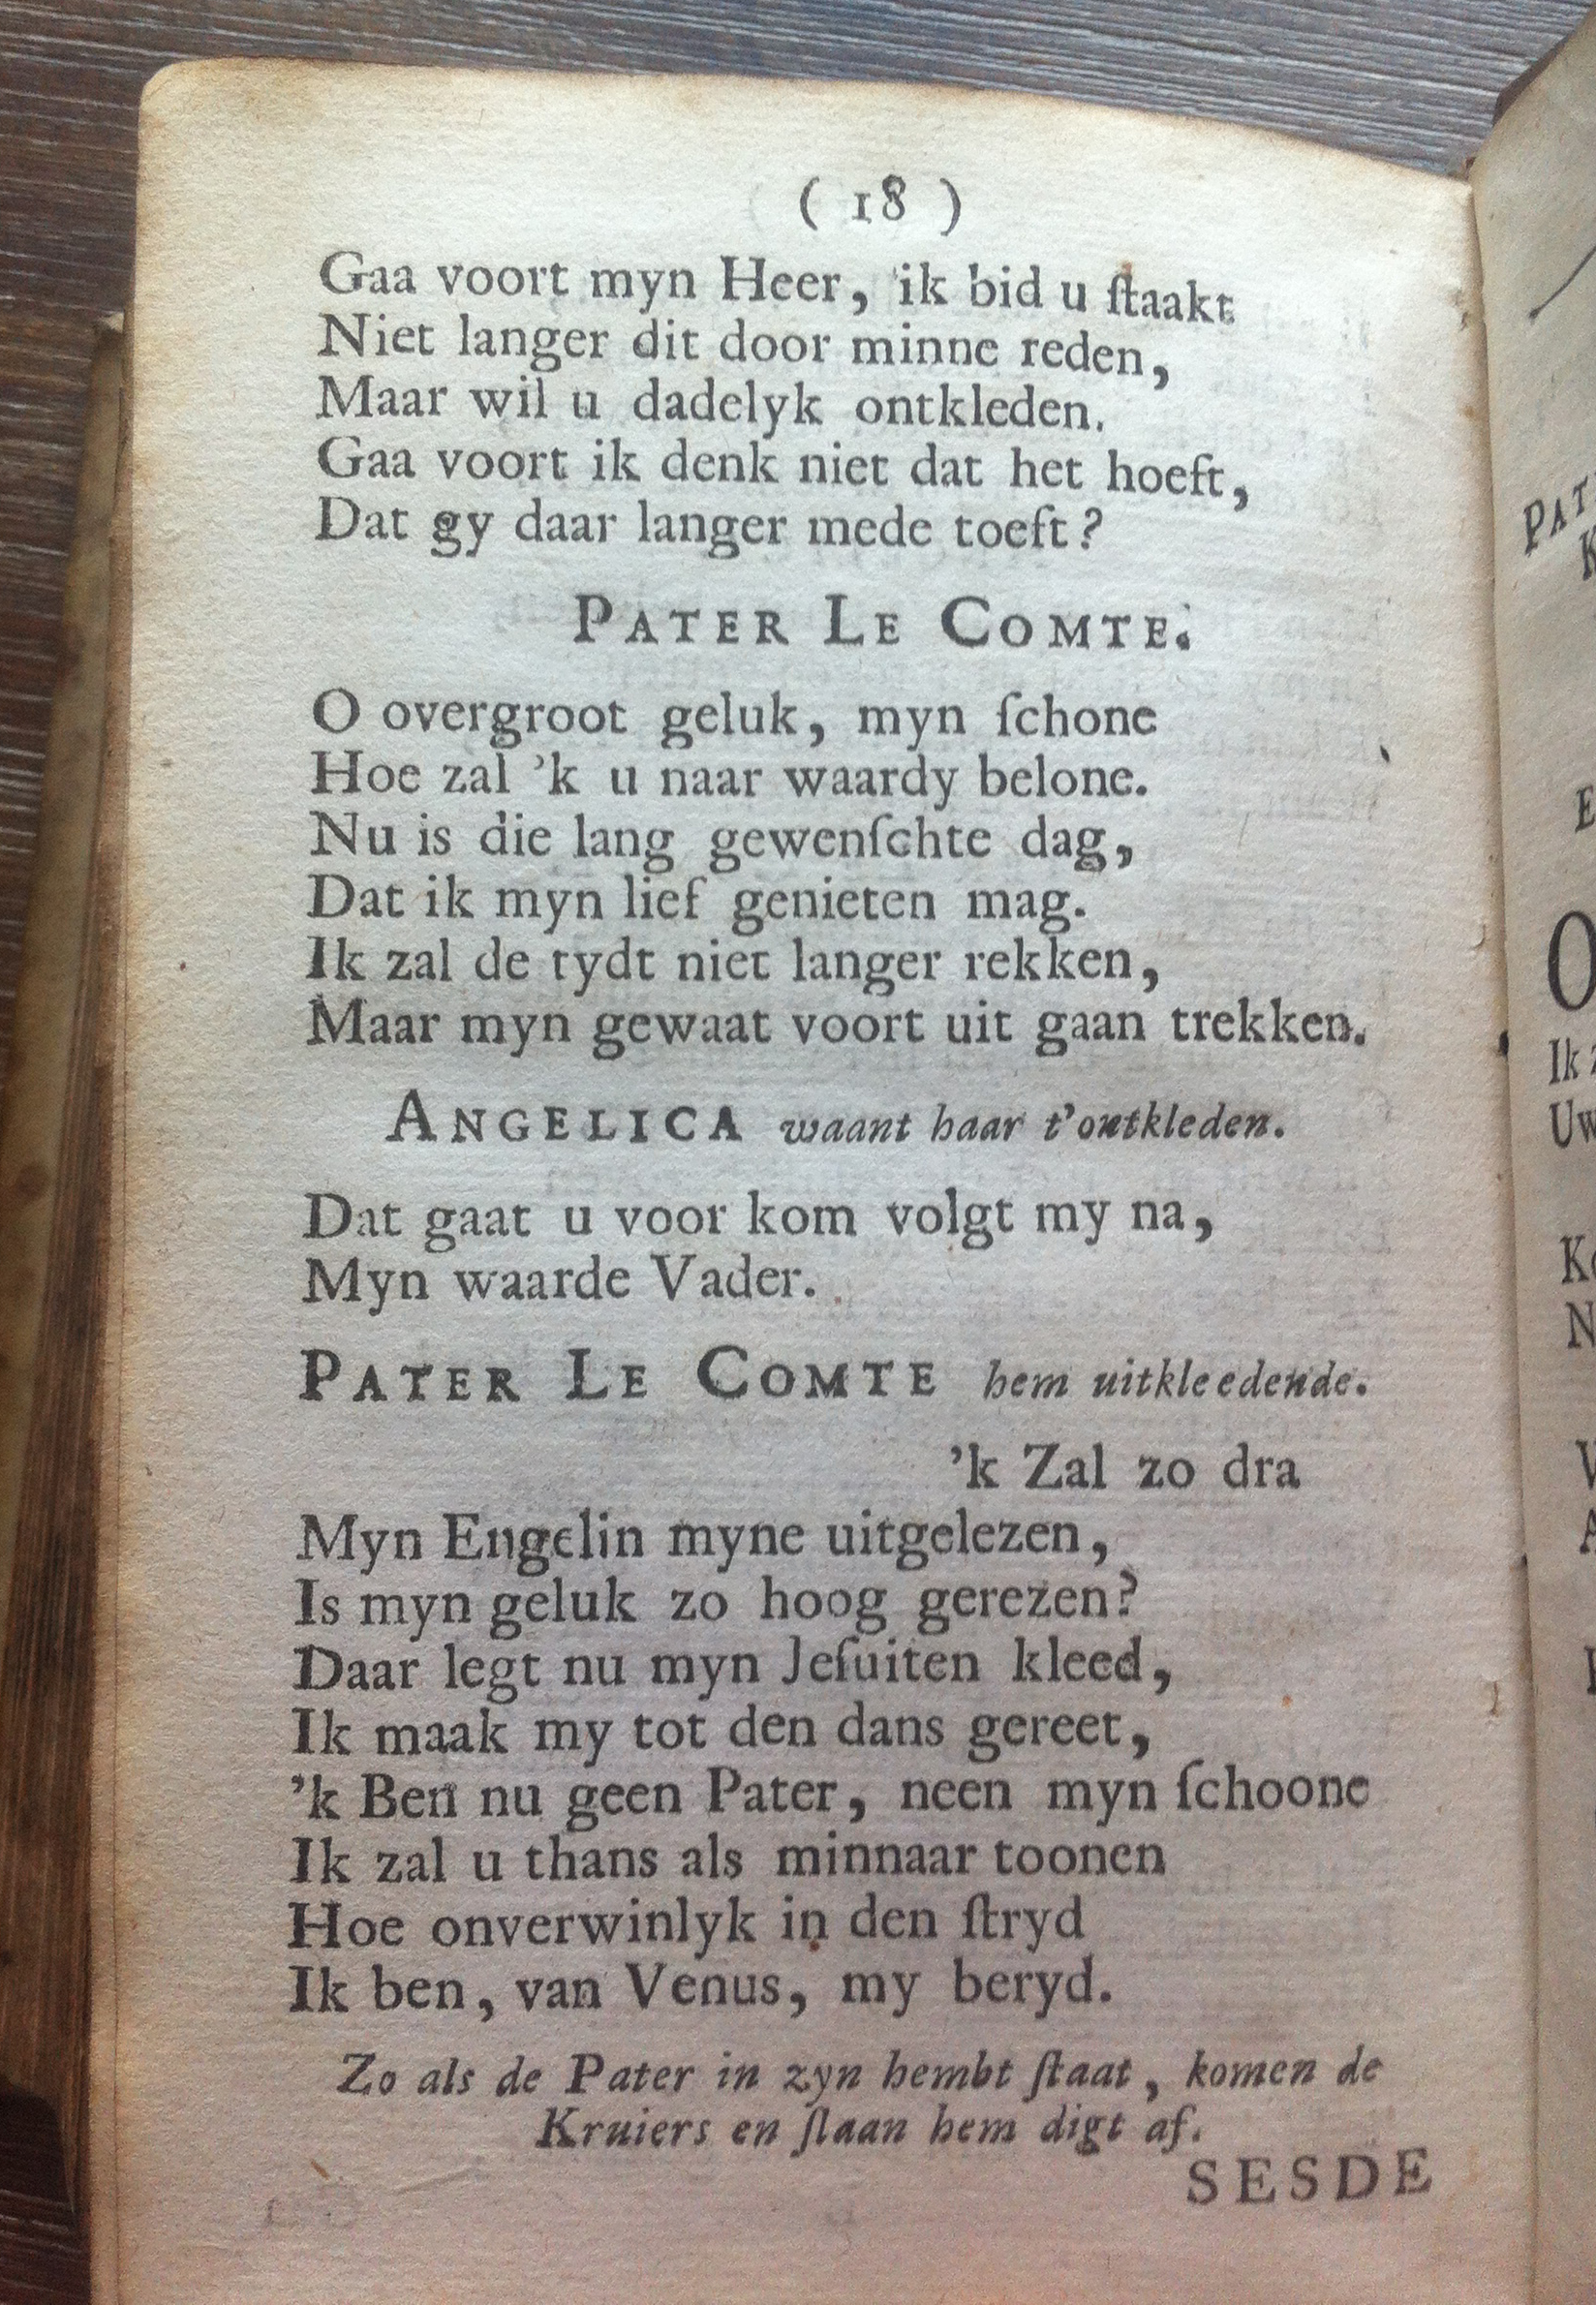 ( 18 )
Gaa voort myn Heer, ik bid u ſtaakt
Niet langer dit door minne reden,
Maar wil u dadelyk ontkleden.
Gaa voort ik denk niet dat het hoeft,
Dat gy daar langer mede toeft?
PATER LE COMTE.
O overgroot geluk, myn ſchone
Hoe zal 'k u naar waardy belone.
Nu is die lang gewenſchte dag,
Dat ik myn lief genieten mag.
Ik zal de tydt niet langer rekken,
Maar myn gewaat voort uit gaan trekken.
ANGELICA waant haar t'ontkleden.
Dat gaat u voor kom volgt my na,
Myn waarde Vader.
PATER LE COMTE hem uitkleedende.
'k Zal zo dra
Myn Engelin myne uitgelezen,
Is myn geluk zo hoog gerezen?
Daar legt nu myn Jeſuiten kleed,
Ik maak my tot den dans gereet,
'k Ben nu geen Pater, neen myn ſchoone
Ik zal u thans als minnaar toonen
Hoe onverwinlyk in den ſtryd
Ik ben, van Venus, my beryd.
Zo als de Pater in zyn hembt ſtaat, komen de
Kruiers en ſlaan hem digt af.
SESDE
PAT
E
O
Ik
Uw
N